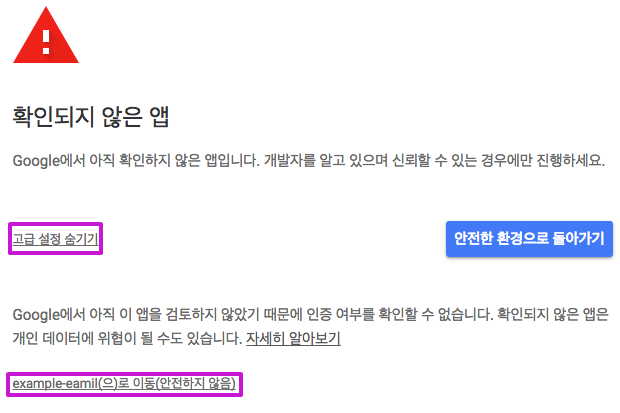 확인되지 않은 앱
Google에서 아직 확인하지 않은 앱입니다. 개발자를 알고 있으며 신뢰할 수 있는 경우에만 진행하세요.
고급 설정 숨기기
안전한 환경으로 돌아가기
Google에서 아직 이 앱을 검토하지 않았기 때문에 인증 여부를 확인할 수 없습니다. 확인되지 않은 앱은
개인 데이터에 위협이 될 수도 있습니다. 자세히 알아보기
example-eamil(으)로 이동(안전하지 않음)